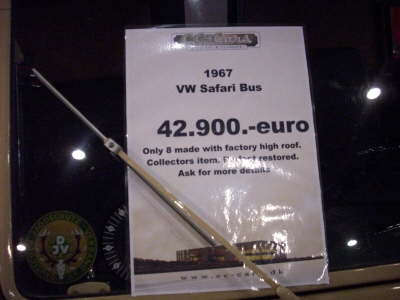 1967
VW Safari Bus
42.900.-euro
Only 8 made with factory high roof.
Collectors item. restored.
Ask for more details
DJV